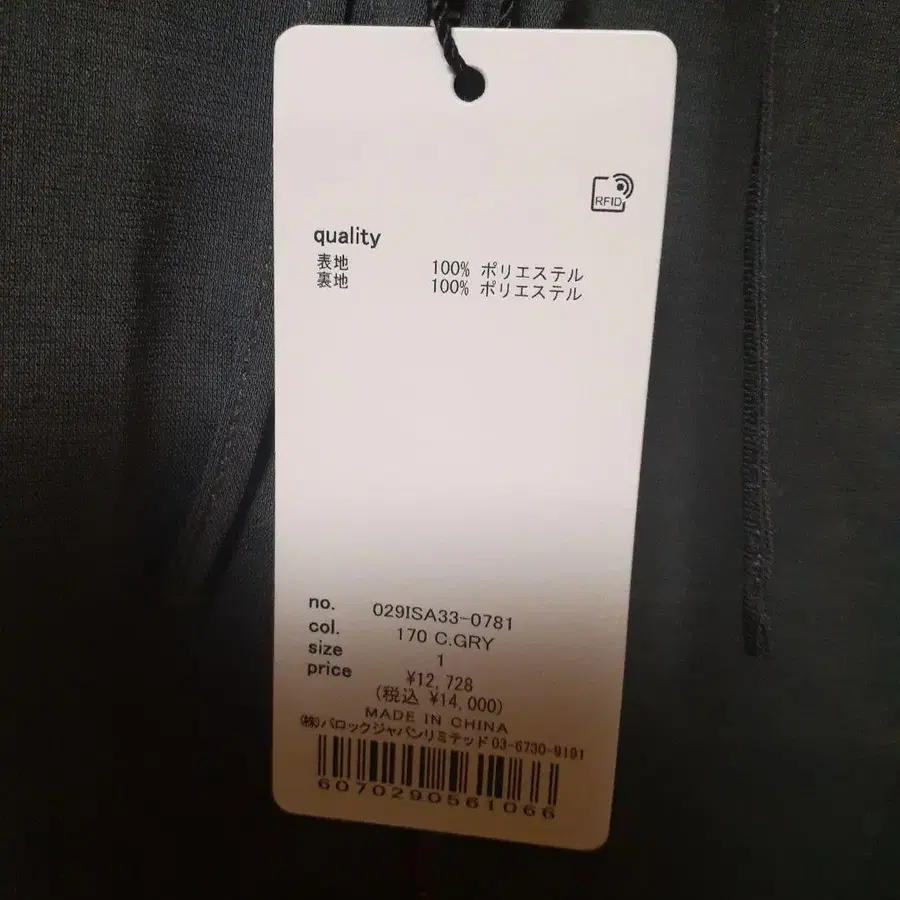 RFID
quality
表地 100% ポリエステル
裏地 100% ポリエステル
no. 029ISA33-0781
col. 170 C.GRY
size 1
price ¥12,728
(税込 ¥14,000)
MADE IN CHINA
㈱バロックジャパンリミテッド 03-6730-9191
6070290561066